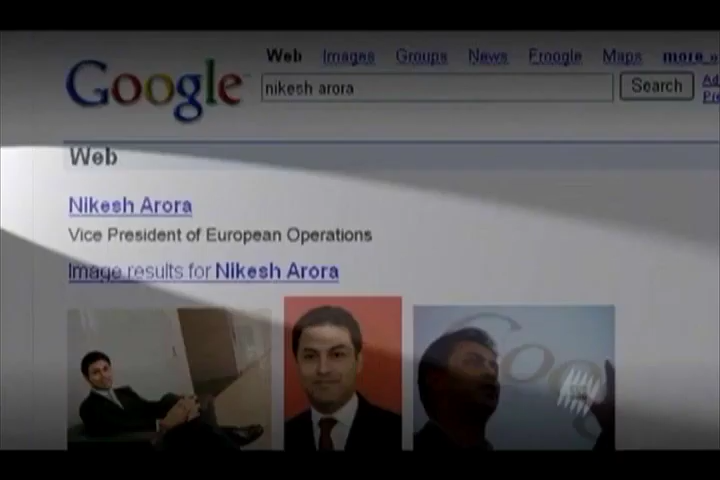 Web Images Groups News Froogle Maps more »
Google
nikesh arora
Search
Web
Nikesh Arora
Vice President of European Operations
Image results for Nikesh Arora